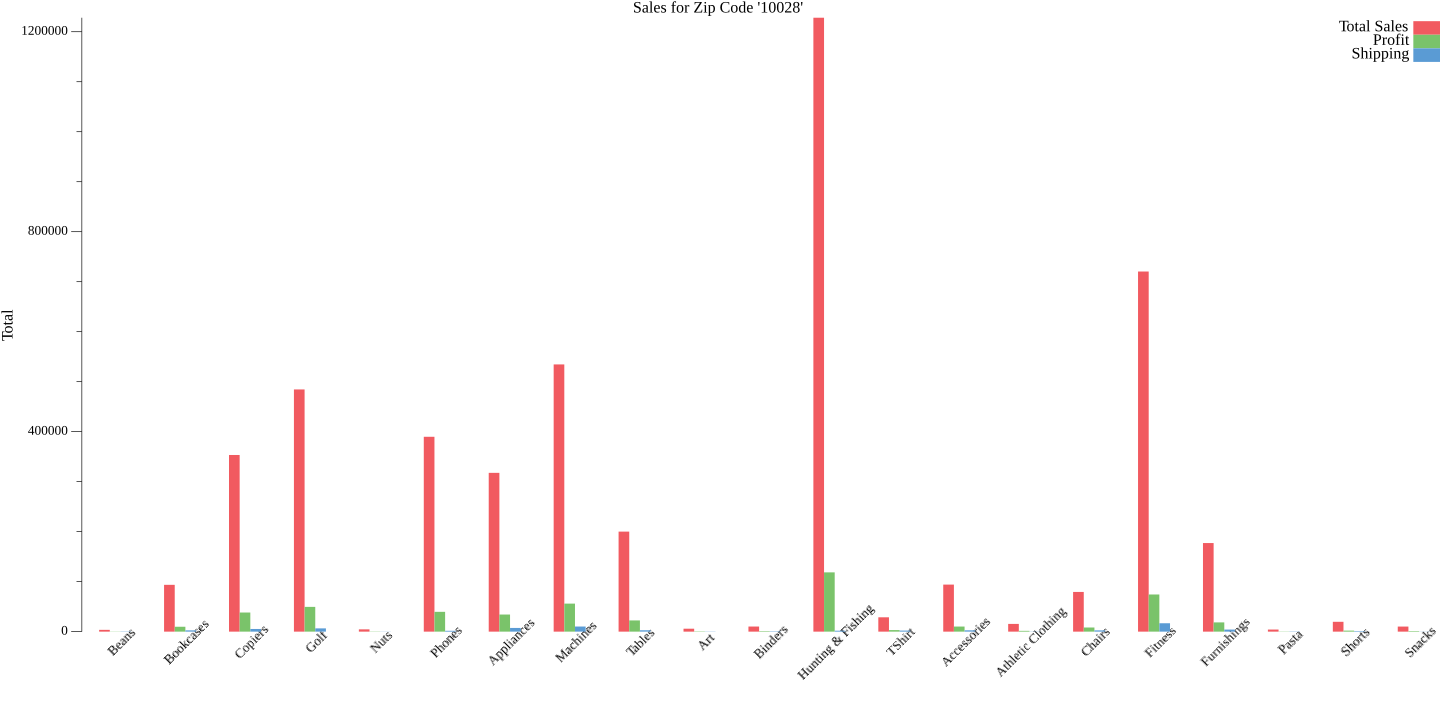 Sales for Zip Code '10028'
Total Sales
Profit
Shipping
1200000
800000
400000
0
Total
Beans
Bookcases
Copiers
Golf
Nuts
Phones
Appliances
Machines
Tables
Art
Binders
Hunting & Fishing
TShirt
Accessories
Athletic Clothing
Chairs
Fitness
Furnishings
Pasta
Shorts
Snacks